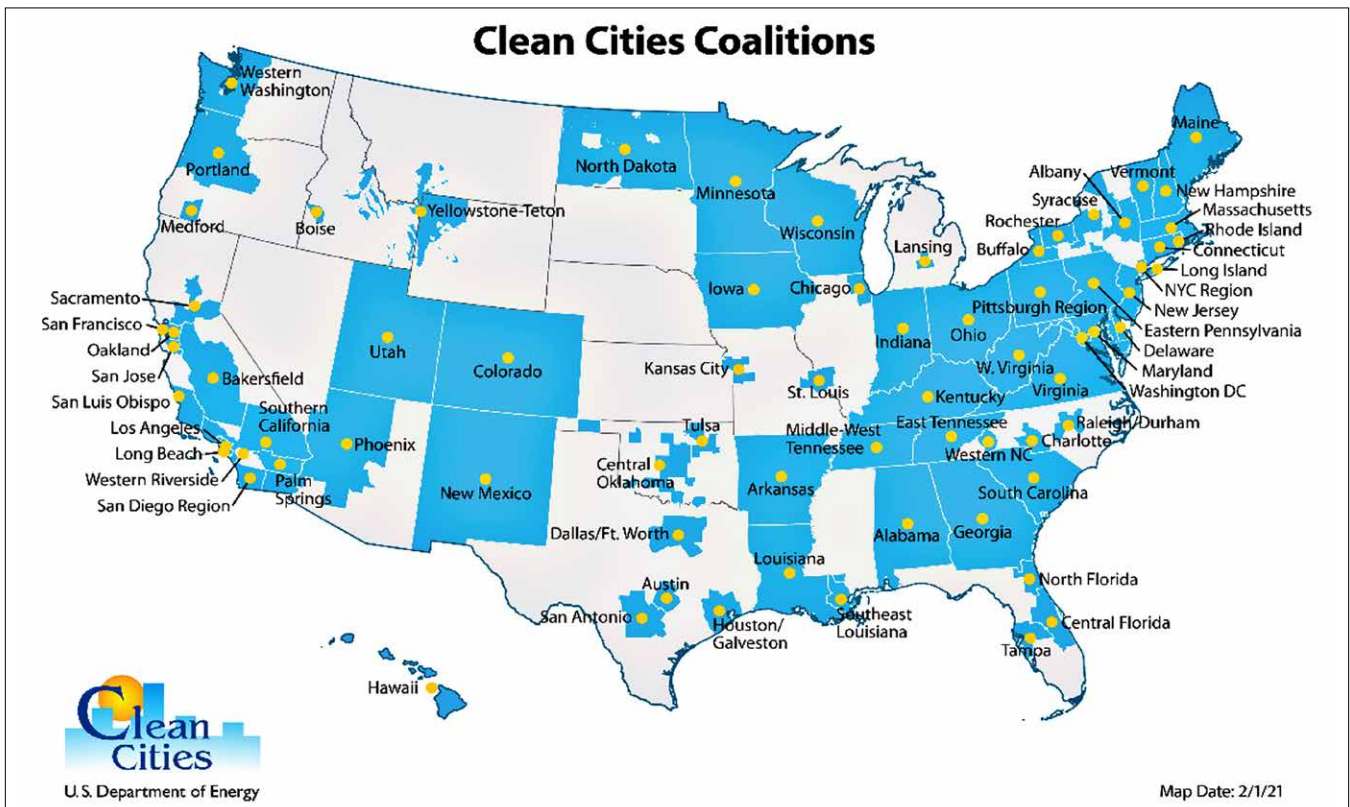 Clean Cities Coalitions
Western
Washington
Portland
Medford
Boise
Yellowstone-Teton
North Dakota
Minnesota
Wisconsin
Lansing
Iowa
Chicago
Sacramento
San Francisco
Oakland
San Jose
San Luis Obispo
Bakersfield
Southern
California
Los Angeles
Long Beach
Western Riverside
San Diego Region
Palm
Springs
Utah
Colorado
Phoenix
New Mexico
Kansas City
St. Louis
Tulsa
Central
Oklahoma
Dallas/Ft. Worth
Austin
San Antonio
Houston/
Galveston
Arkansas
Louisiana
Southeast
Louisiana
Indiana
Ohio
Kentucky
W. Virginia
Virginia
Middle-West
Tennessee
East Tennessee
Western NC
Charlotte
Raleigh/Durham
South Carolina
Alabama
Georgia
North Florida
Central Florida
Tampa
Maine
Albany
Vermont
Syracuse
Rochester
Buffalo
New Hampshire
Massachusetts
Rhode Island
Connecticut
Long Island
NYC Region
New Jersey
Pittsburgh Region
Eastern Pennsylvania
Delaware
Maryland
Washington DC
Hawaii
Clean
Cities
U.S. Department of Energy
Map Date: 2/1/21